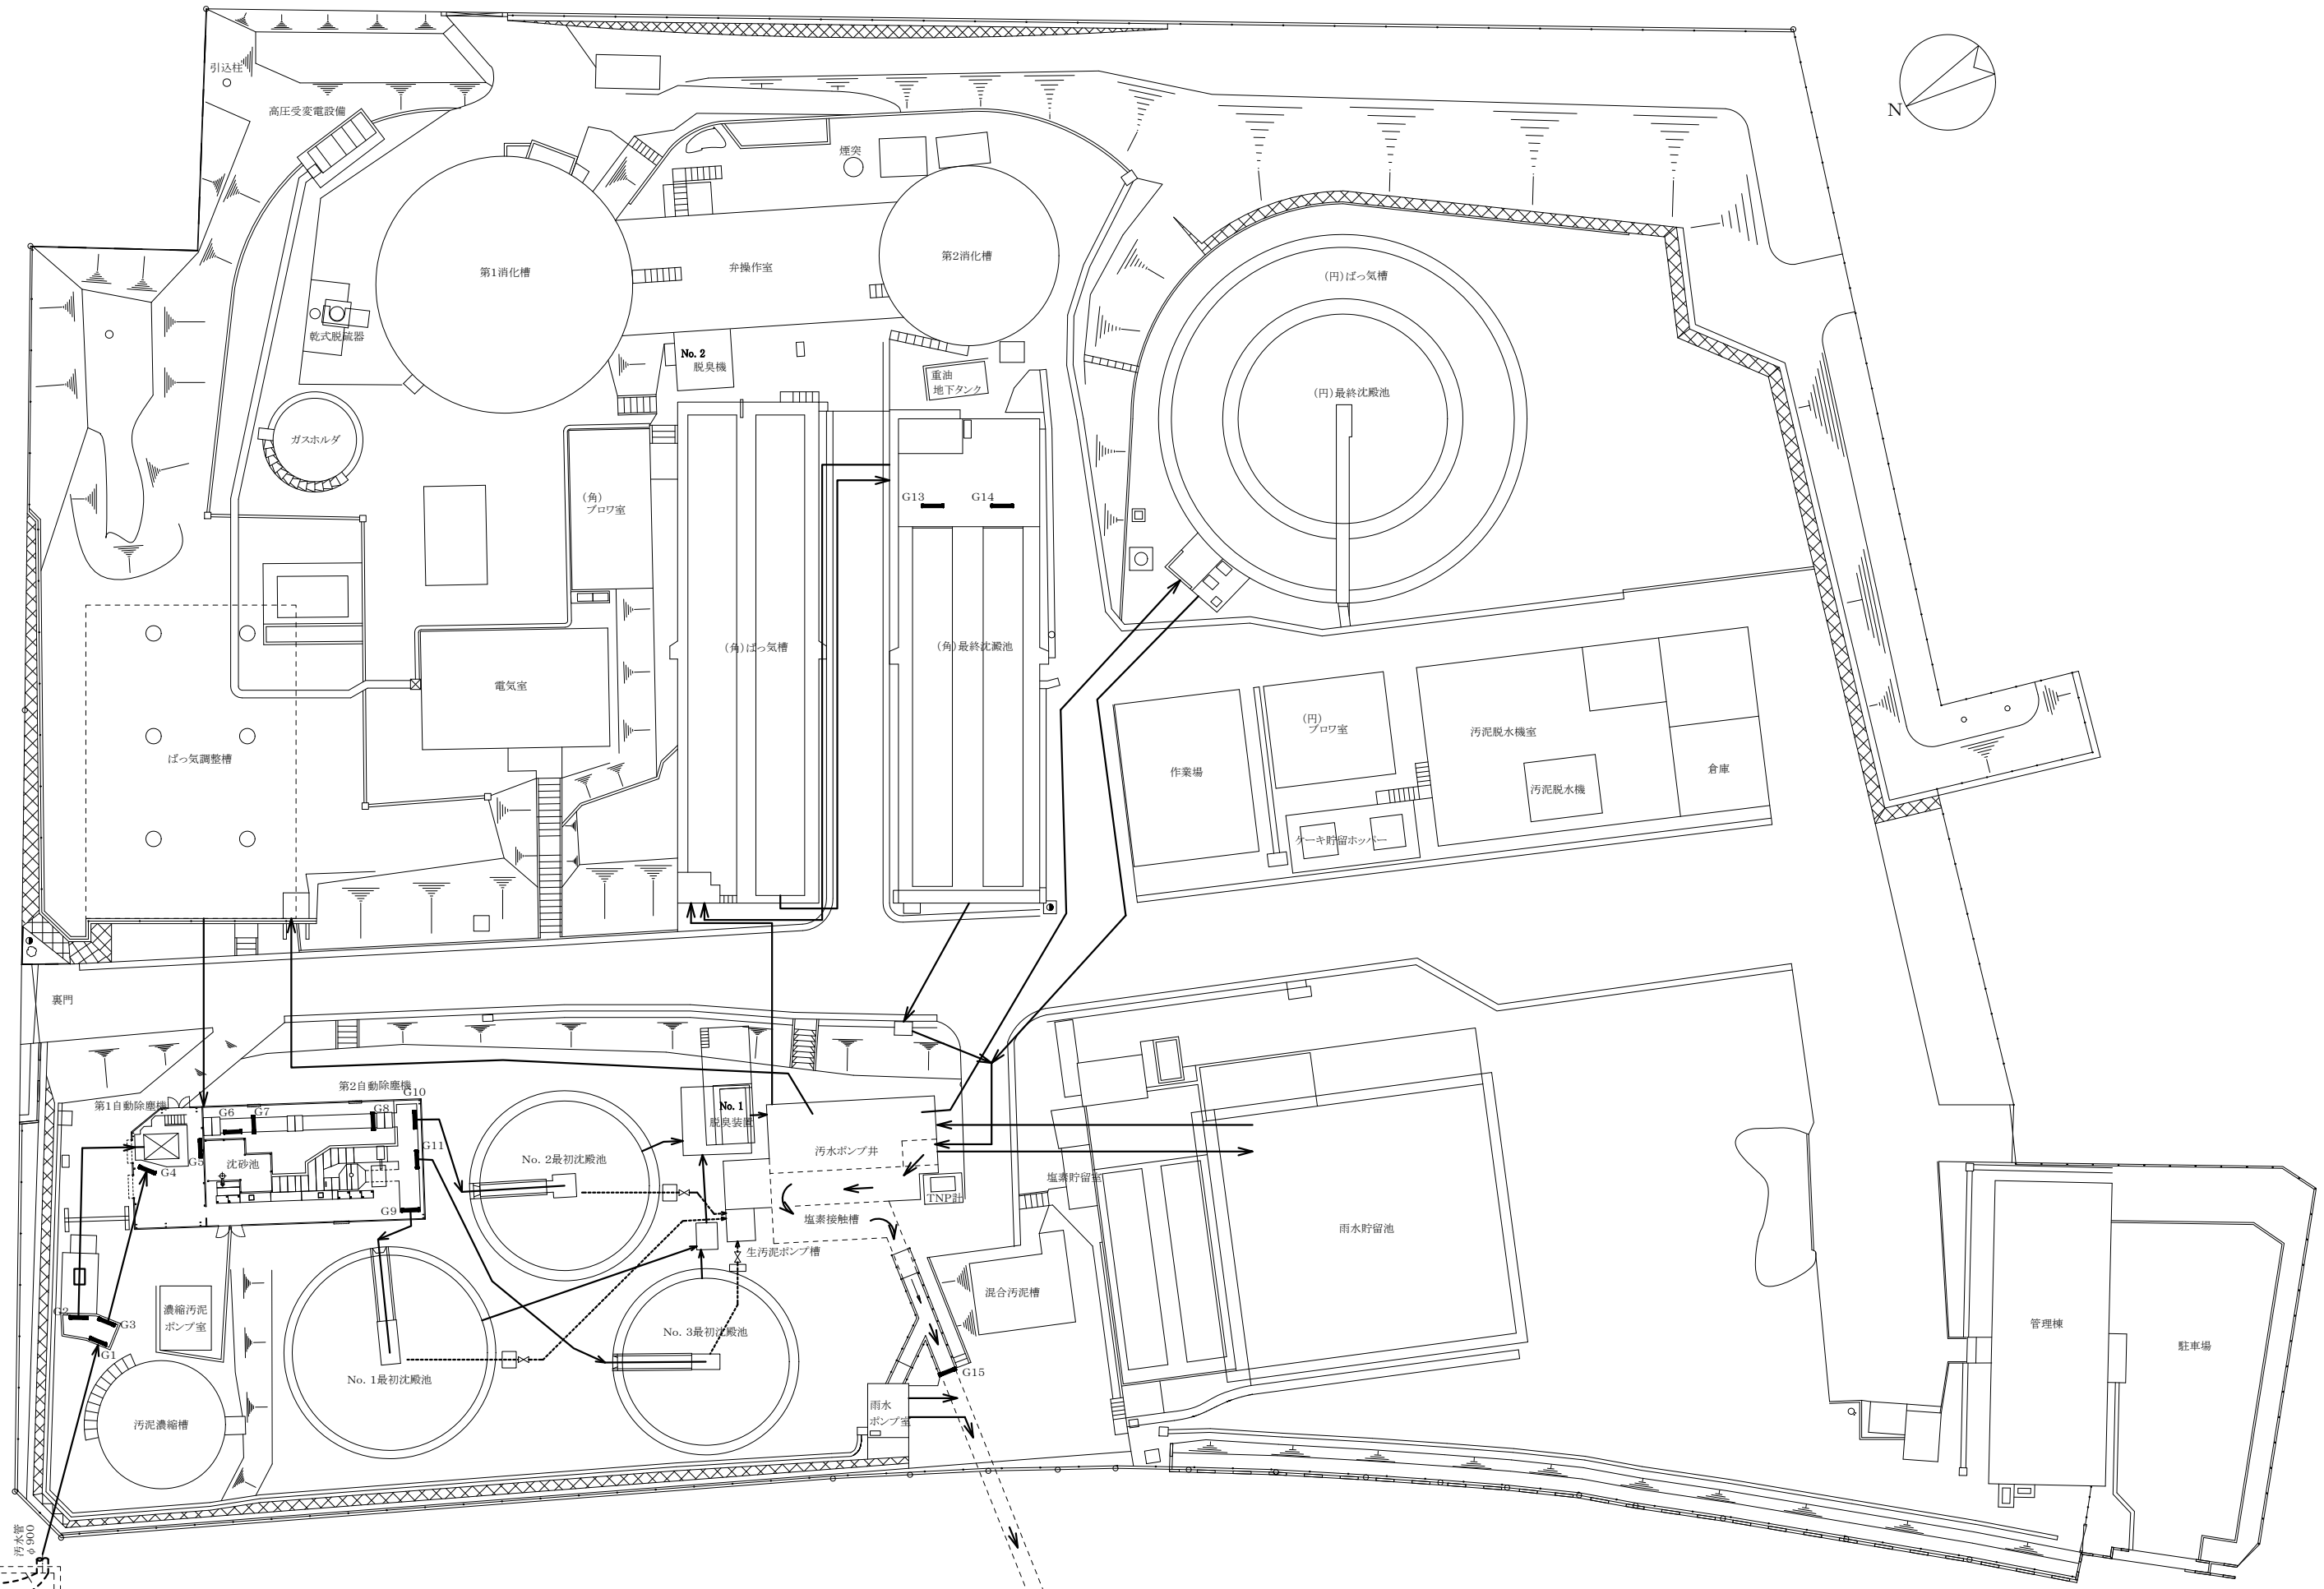 N
引込柱
高圧受変電設備
煙突
第1消化槽
弁操作室
第2消化槽
(円)ばっ気槽
乾式脱硫器
No. 2
脱臭機
重油
地下タンク
(円)最終沈殿池
ガスホルダ
(角)
ブロワ室
G13
G14
(角)ばっ気槽
(角)最終沈澱池
電気室
ばっ気調整槽
作業場
(円)
ブロワ室
汚泥脱水機室
汚泥脱水機
倉庫
ケーキ貯留ホッパー
裏門
第2自動除塵機
第1自動除塵機
G10
G6
G7
G8
G11
G5
G4
沈砂池
G9
No. 1
脱臭装置
No. 2最初沈殿池
汚水ポンプ井
TNP計
塩素接触槽
生汚泥ポンプ槽
塩素貯留室
雨水貯留池
混合汚泥槽
G2
G3
G1
濃縮汚泥
ポンプ室
No. 1最初沈殿池
No. 3最初沈殿池
G15
雨水
ポンプ室
汚泥濃縮槽
管理棟
駐車場
汚水管
φ900